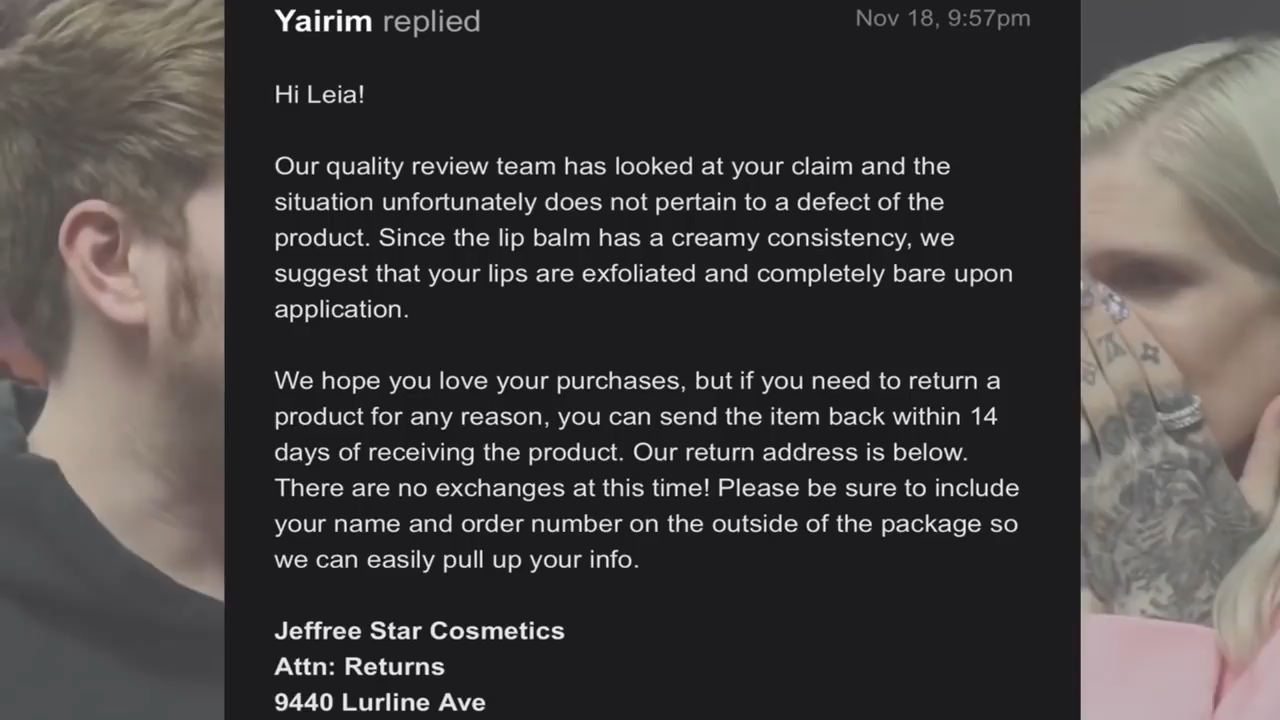 Yairim replied
Nov 18, 9:57pm
Hi Leia!
Our quality review team has looked at your claim and the
situation unfortunately does not pertain to a defect of the
product. Since the lip balm has a creamy consistency, we
suggest that your lips are exfoliated and completely bare upon
application.
We hope you love your purchases, but if you need to return a
product for any reason, you can send the item back within 14
days of receiving the product. Our return address is below.
There are no exchanges at this time! Please be sure to include
your name and order number on the outside of the package so
we can easily pull up your info.
Jeffree Star Cosmetics
Attn: Returns
9440 Lurline Ave